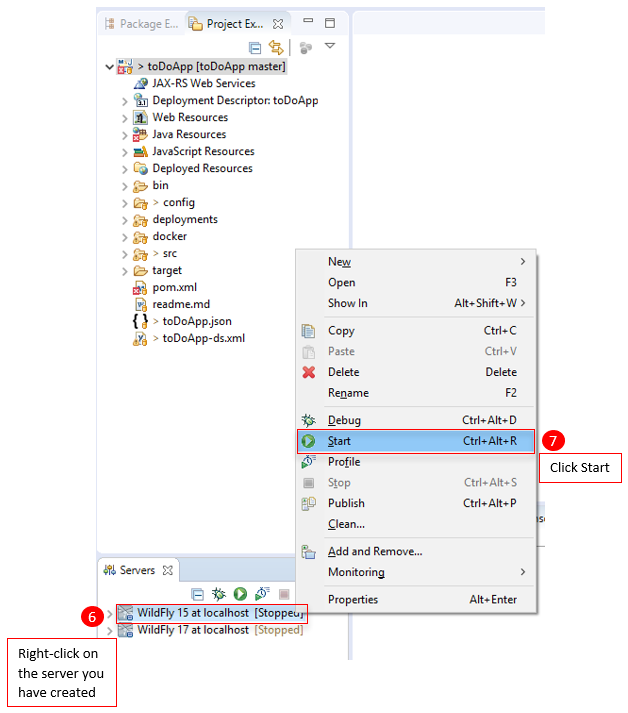 Package E...
Project Ex...
> toDoApp [toDoApp master]
JAX-RS Web Services
Deployment Descriptor: toDoApp
Web Resources
Java Resources
JavaScript Resources
Deployed Resources
bin
> config
deployments
docker
> src
target
pom.xml
readme.md
> toDoApp.json
> toDoApp-ds.xml
New
Open F3
Show In Alt+Shift+W
Copy Ctrl+C
Paste Ctrl+V
Delete Delete
Rename F2
Debug Ctrl+Alt+D
Start Ctrl+Alt+R
7
Click Start
Profile
Stop Ctrl+Alt+S
Publish Ctrl+Alt+P
Clean...
Add and Remove...
Monitoring
Properties Alt+Enter
Servers
6
WildFly 15 at localhost [Stopped]
WildFly 17 at localhost [Stopped]
Right-click on
the server you
have created